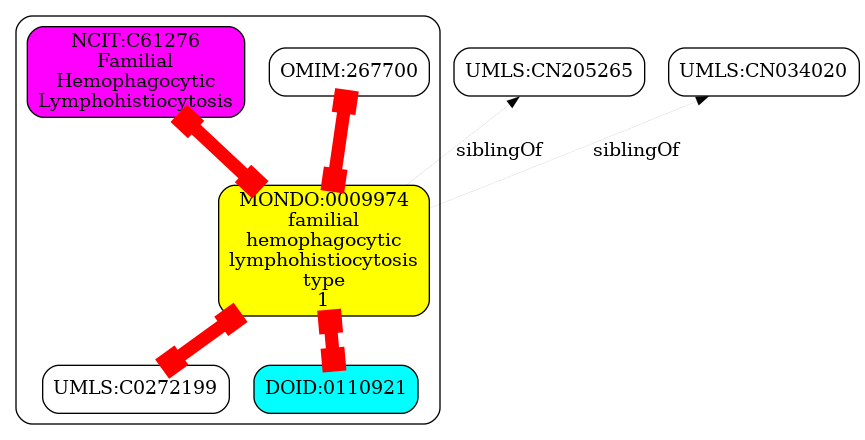 NCIT:C61276
Familial
Hemophagocytic
Lymphohistiocytosis
OMIM:267700
UMLS:CN205265
UMLS:CN034020
siblingOf
siblingOf
MONDO:0009974
familial
hemophagocytic
lymphohistiocytosis
type
1
UMLS:C0272199
DOID:0110921